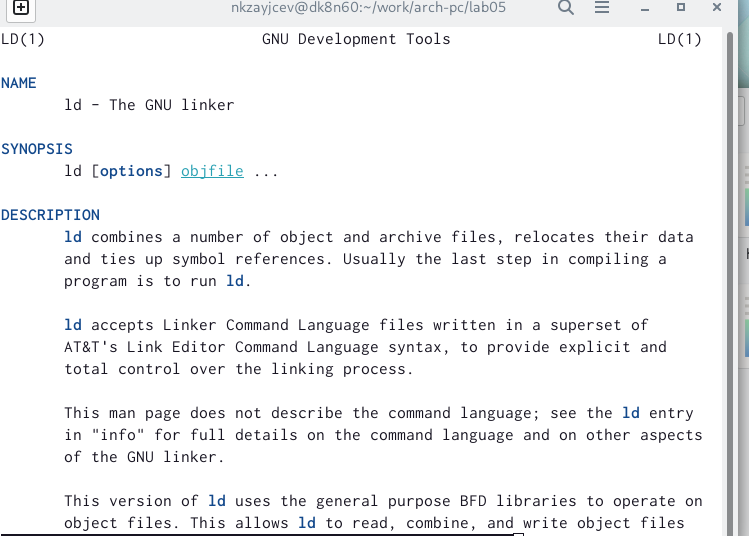 nkzayjcev@dk8n60:~/work/arch-pc/lab05
LD(1) GNU Development Tools LD(1)
NAME
ld - The GNU linker
SYNOPSIS
ld [options] objfile ...
DESCRIPTION
ld combines a number of object and archive files, relocates their data
and ties up symbol references. Usually the last step in compiling a
program is to run ld.
ld accepts Linker Command Language files written in a superset of
AT&T's Link Editor Command Language syntax, to provide explicit and
total control over the linking process.
This man page does not describe the command language; see the ld entry
in "info" for full details on the command language and on other aspects
of the GNU linker.
This version of ld uses the general purpose BFD libraries to operate on
object files. This allows ld to read, combine, and write object files